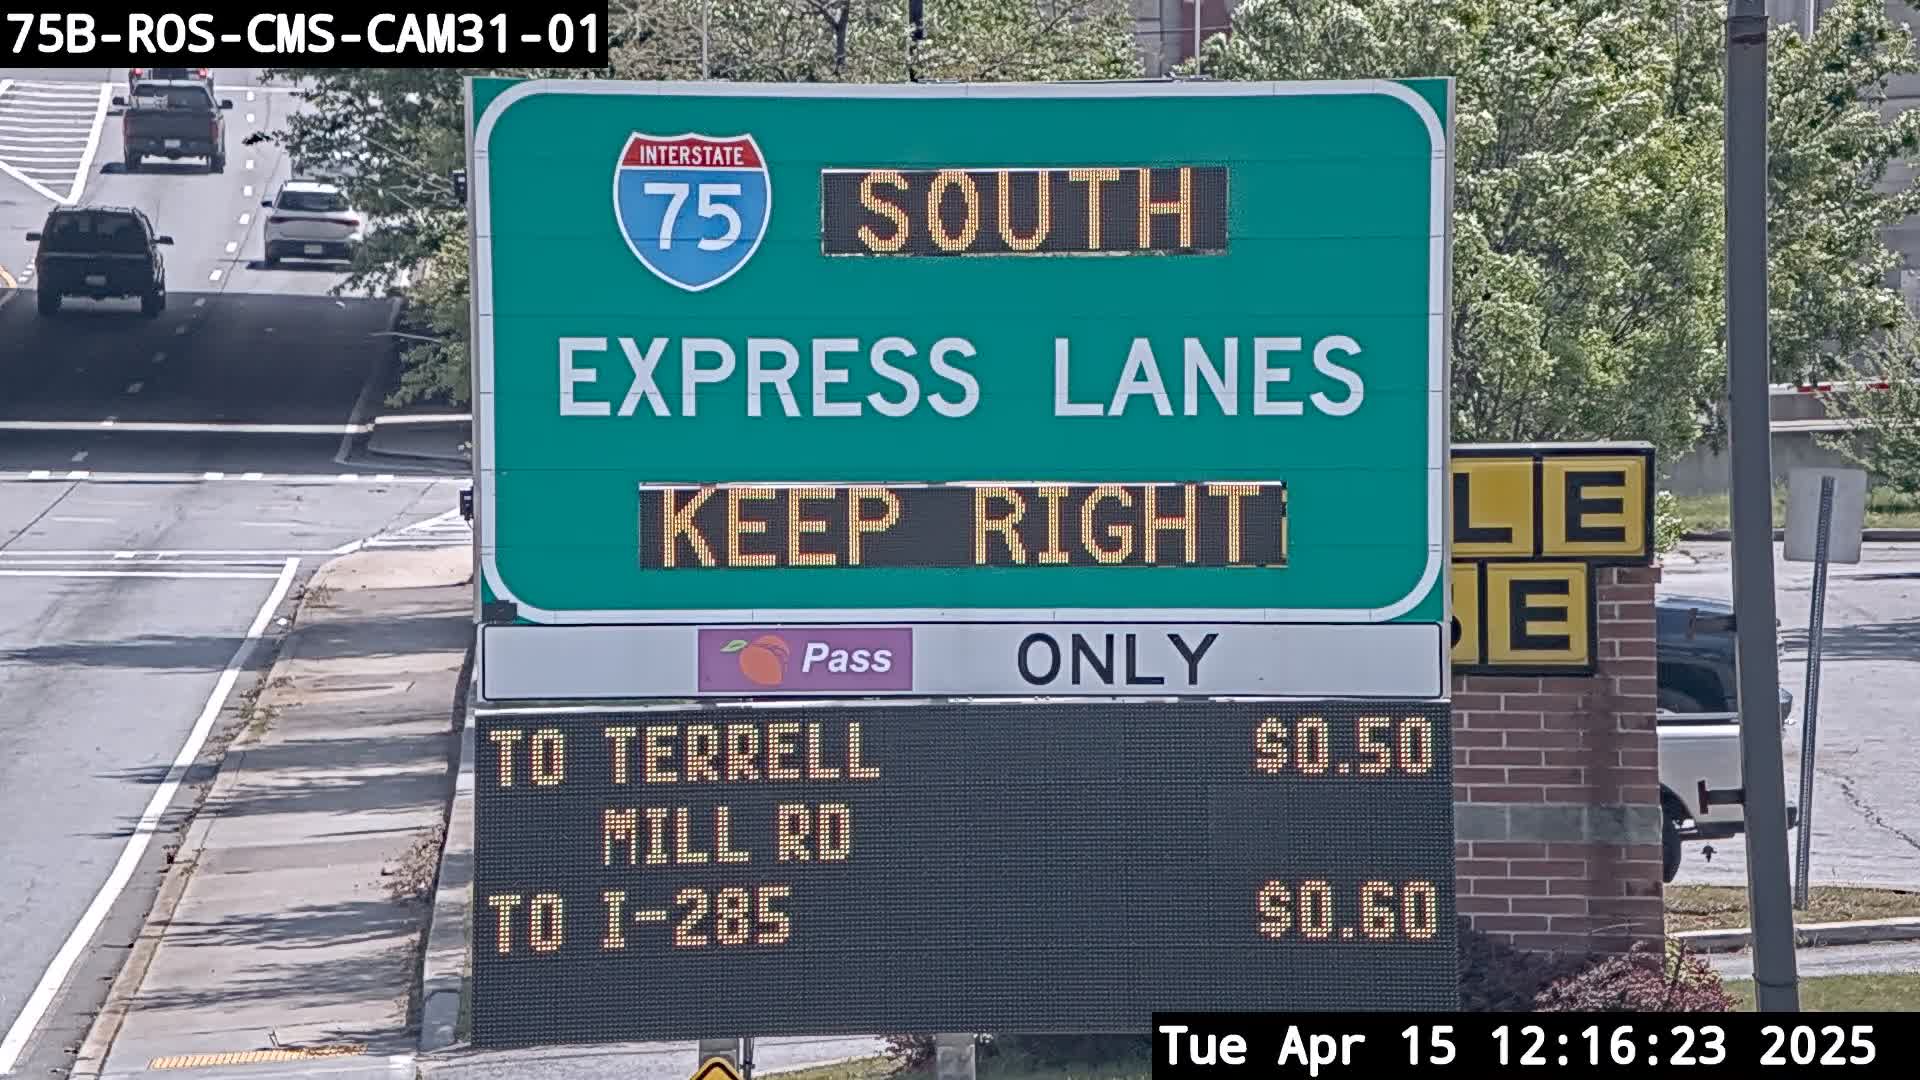 75B-ROS-CMS-CAM31-01
INTERSTATE
75
SOUTH
EXPRESS LANES
KEEP RIGHT
Pass ONLY
TO TERRELL $0.50
MILL RD
TO I-285 $0.60
LE
E
Tue Apr 15 12:16:23 2025